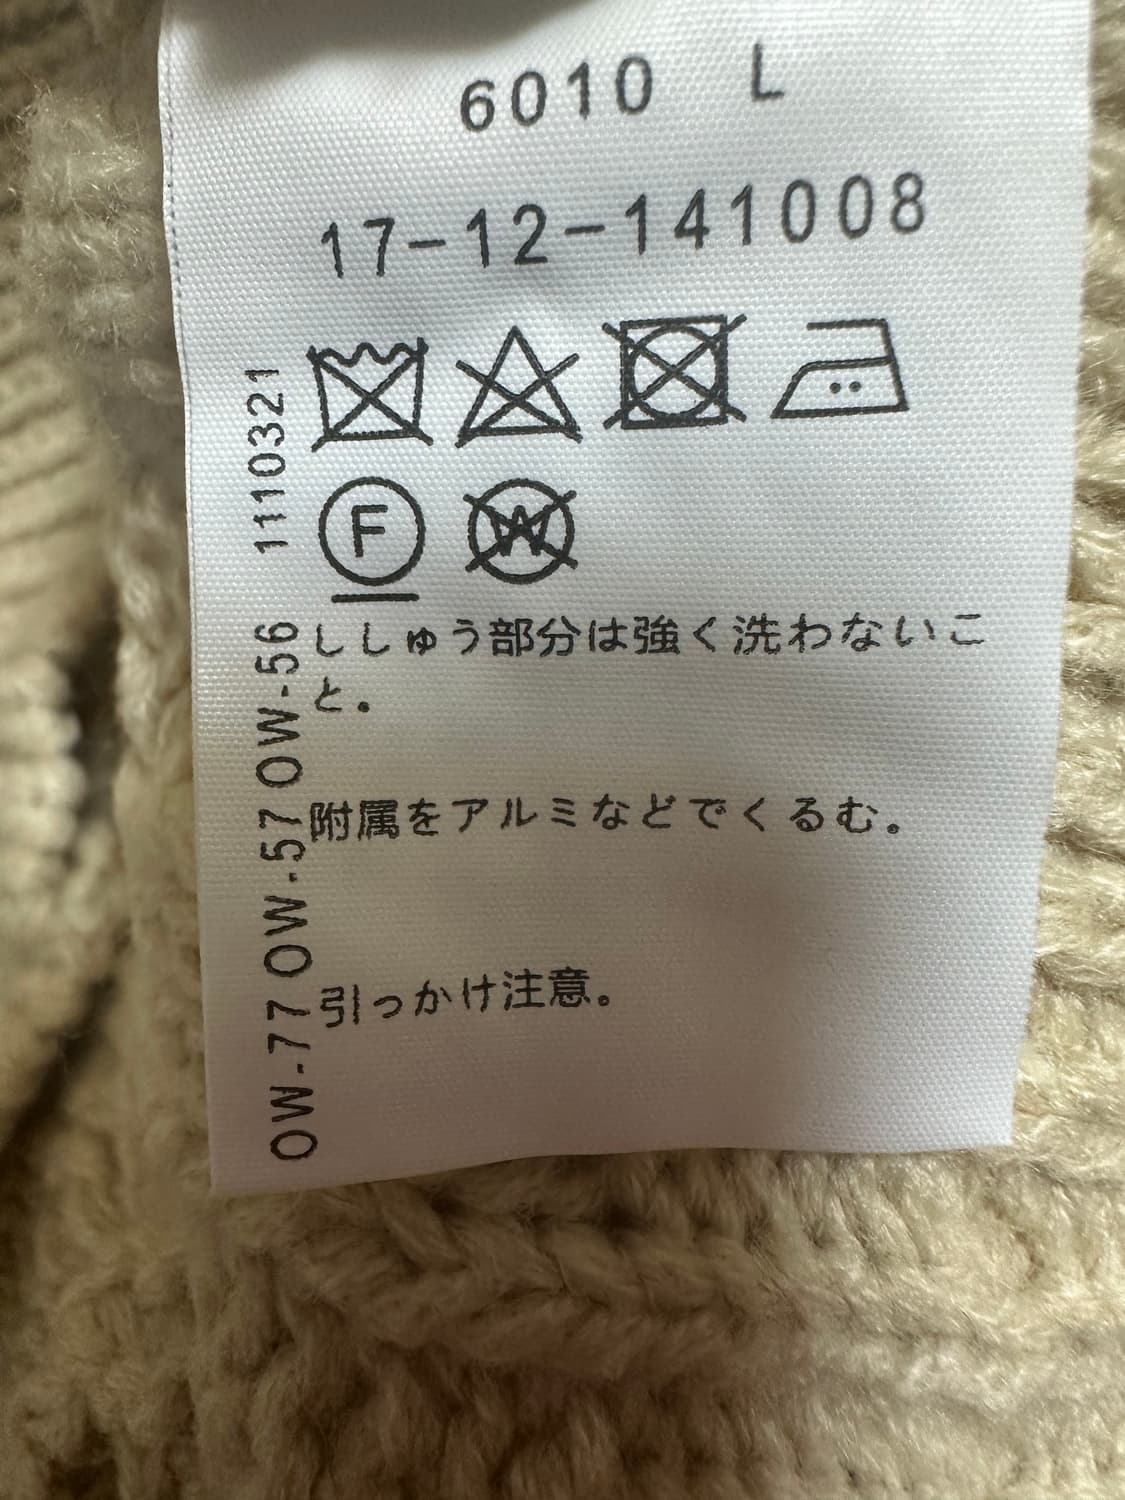 6010 L
17-12-141008
F W
ししゅう部分は強く洗わないこ
と。
附属をアルミなどでくるむ。
引っかけ注意。
OW-77 OW-57 OW-56 1110321